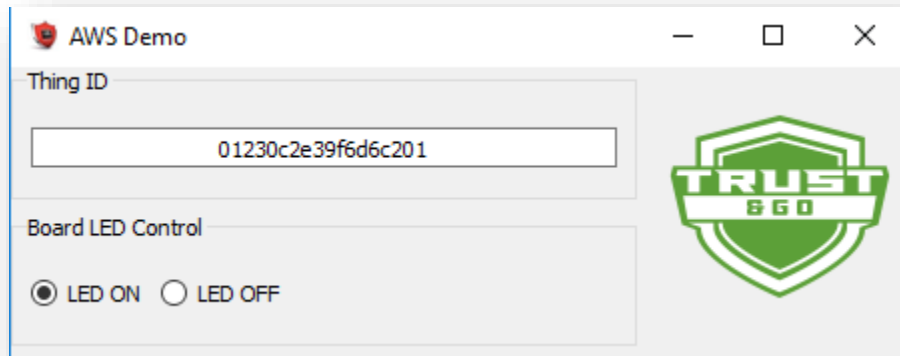 AWS Demo
Thing ID
01230c2e39f6d6c201
TRUST
&GO
Board LED Control
LED ON LED OFF